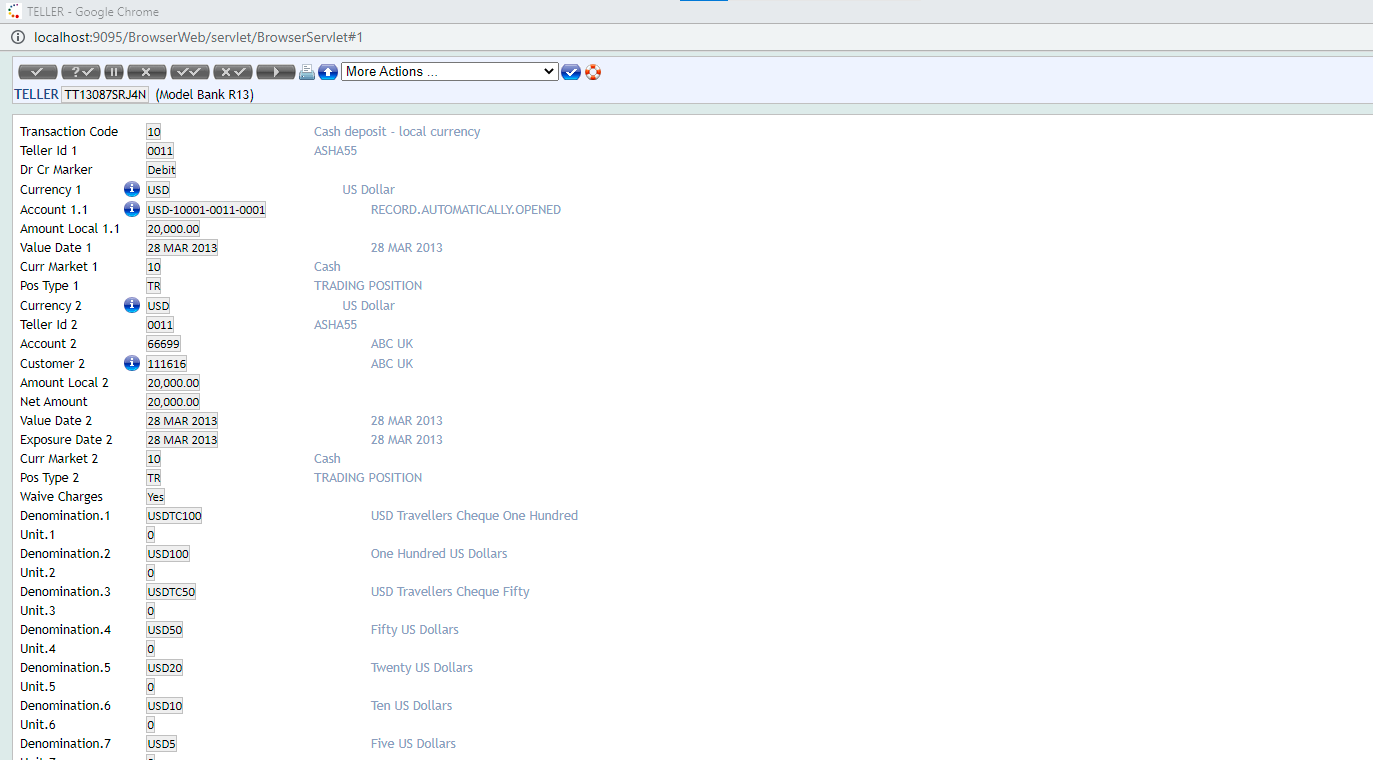 TELLER - Google Chrome
localhost:9095/BrowserWeb/servlet/BrowserServlet#1
More Actions ...
TELLER TT13087SRJ4N (Model Bank R13)
Transaction Code 10 Cash deposit - local currency
Teller Id 1 0011 ASHA55
Dr Cr Marker Debit
Currency 1 USD US Dollar
Account 1.1 USD-10001-0011-0001 RECORD.AUTOMATICALLY.OPENED
Amount Local 1.1 20,000.00
Value Date 1 28 MAR 2013 28 MAR 2013
Curr Market 1 10 Cash
Pos Type 1 TR TRADING POSITION
Currency 2 USD US Dollar
Teller Id 2 0011 ASHA55
Account 2 66699 ABC UK
Customer 2 111616 ABC UK
Amount Local 2 20,000.00
Net Amount 20,000.00
Value Date 2 28 MAR 2013 28 MAR 2013
Exposure Date 2 28 MAR 2013 28 MAR 2013
Curr Market 2 10 Cash
Pos Type 2 TR TRADING POSITION
Waive Charges Yes
Denomination.1 USDTC100 USD Travellers Cheque One Hundred
Unit.1 0
Denomination.2 USD100 One Hundred US Dollars
Unit.2 0
Denomination.3 USDTC50 USD Travellers Cheque Fifty
Unit.3 0
Denomination.4 USD50 Fifty US Dollars
Unit.4 0
Denomination.5 USD20 Twenty US Dollars
Unit.5 0
Denomination.6 USD10 Ten US Dollars
Unit.6 0
Denomination.7 USD5 Five US Dollars